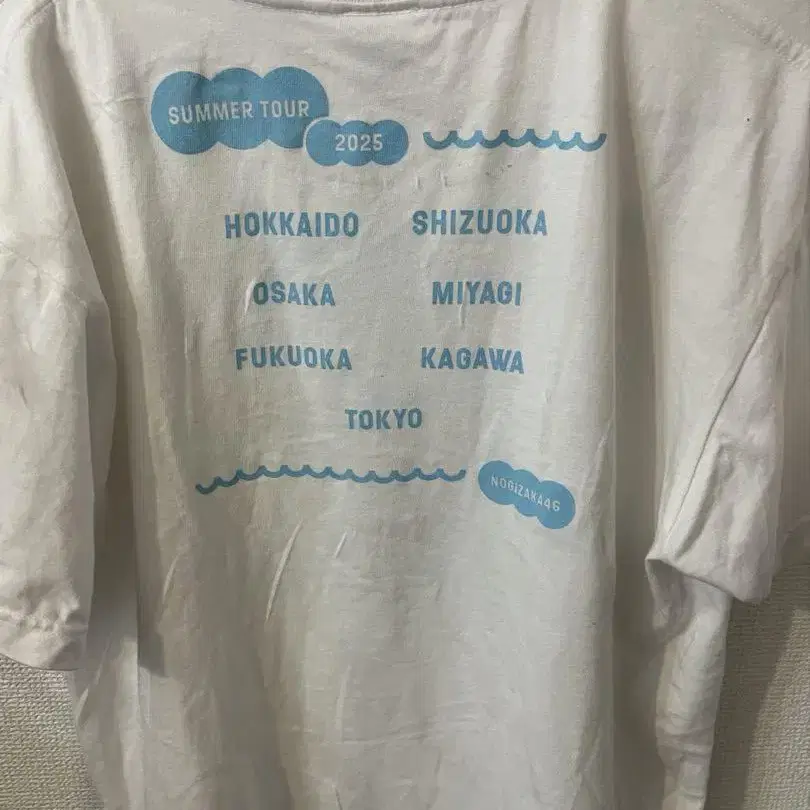 SUMMER TOUR
2025
HOKKAIDO SHIZUOKA
OSAKA MIYAGI
FUKUOKA KAGAWA
TOKYO
NOGIZAKA46